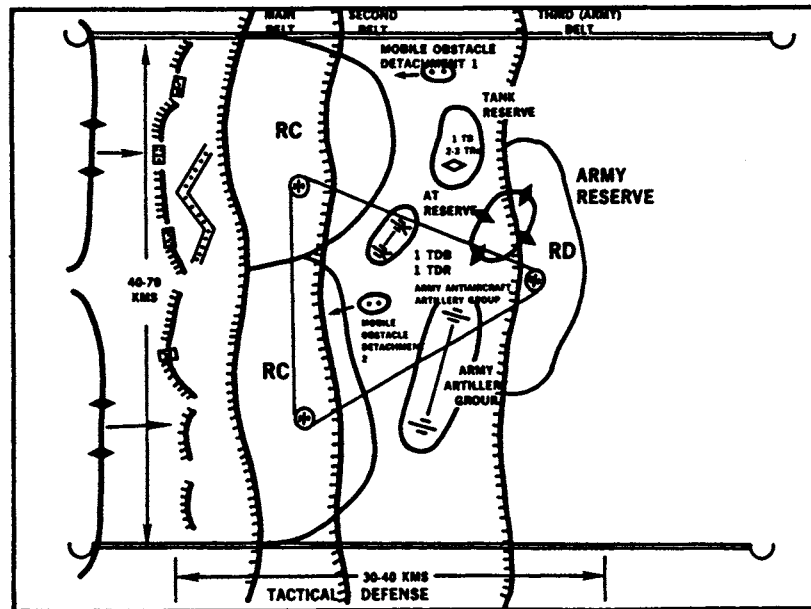 MAIN
BELT
SECOND
BELT
THIRD (ARMY)
BELT
MOBILE OBSTACLE
DETACHMENT 1
TANK
RESERVE
RC
1 TB
2-3 TRs
ARMY
RESERVE
AT
RESERVE
RD
1 TDB
1 TDR
40-70
KMS
ARMY ANTIAIRCRAFT
ARTILLERY GROUP
MOBILE
OBSTACLE
DETACHMENT
2
RC
ARMY
ARTILLER
GROUP
30-40 KMS
TACTICAL DEFENSE